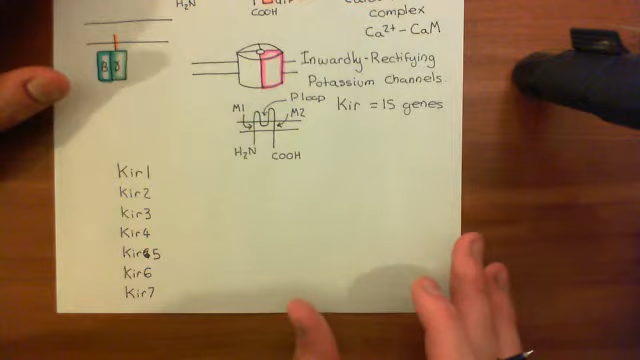 H₂N
COOH
complex
Ca²⁺-CaM
β γ
Inwardly-Rectifying
Potassium Channels.
P loop
M1
M2
Kir = 15 genes
H₂N
COOH
Kir1
Kir2
Kir3
Kir4
Kir5
Kir6
Kir7